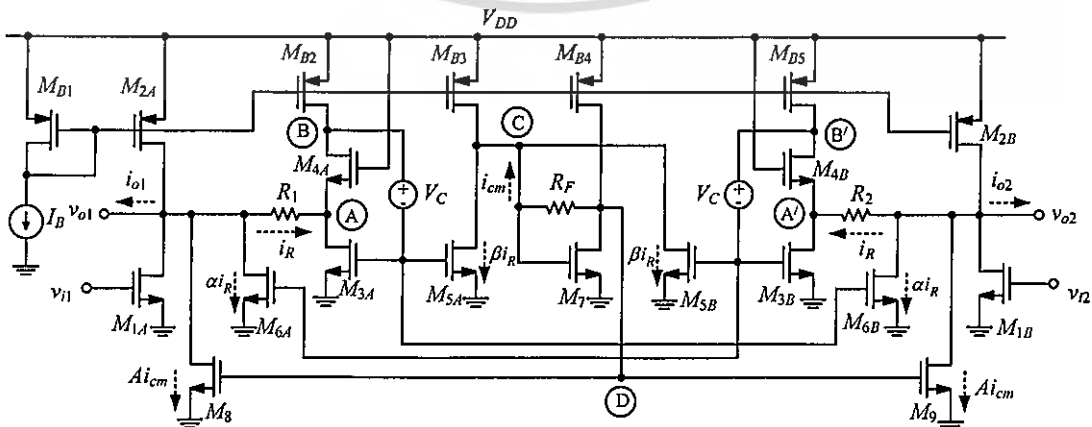 V_DD
M_B1
M_2A
M_B2
M_B3
M_B4
M_B5
M_2B
B
C
B′
M_4A
M_4B
i_o1
V_C
i_cm
R_F
V_C
i_o2
I_B
v_o1
R_1
A
A′
R_2
v_o2
i_R
βi_R
βi_R
i_R
v_i1
αi_R
M_3A
M_5A
M_7
M_5B
M_3B
αi_R
v_i2
M_1A
M_6A
M_6B
M_1B
Ai_cm
M_8
D
M_9
Ai_cm